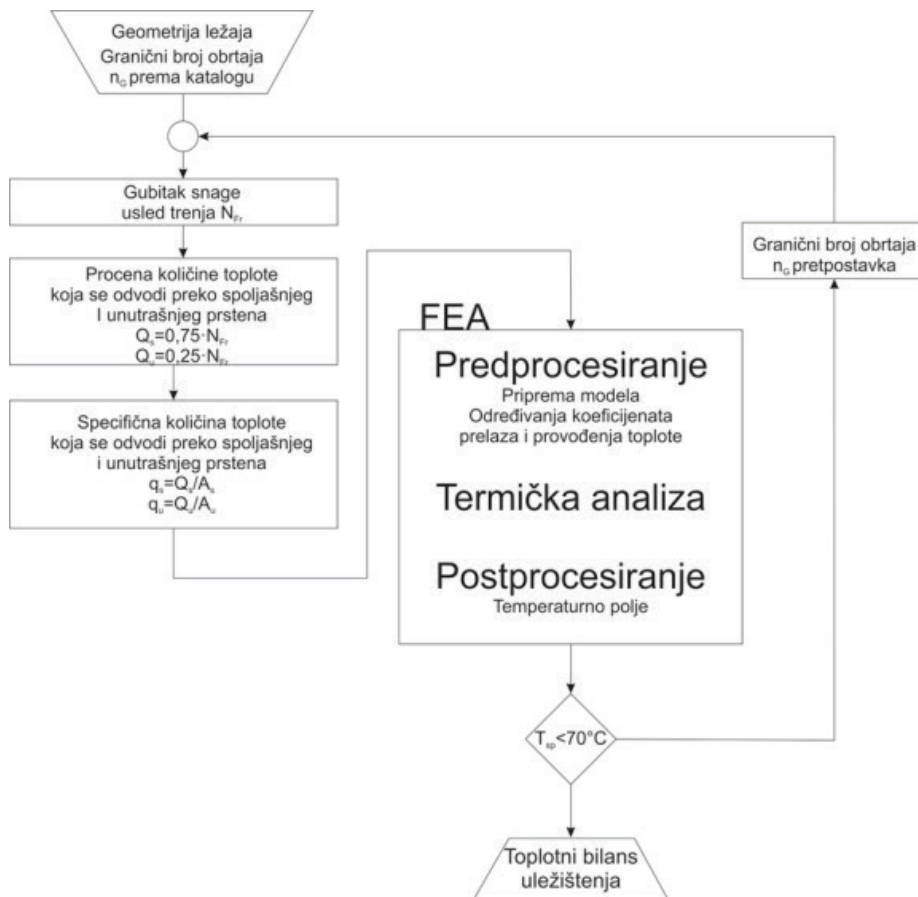 Geometrija ležaja
Granični broj obrtaja
n_G prema katalogu
Gubitak snage
usled trenja N_Fr
Procena količine toplote
koja se odvodi preko spoljašnjeg
I unutrašnjeg prstena
Q_s=0,75·N_Fr
Q_u=0,25·N_Fr
Specifična količina toplote
koja se odvodi preko spoljašnjeg
i unutrašnjeg prstena
q_s=Q_s/A_s
q_u=Q_u/A_u
FEA
Predprocesiranje
Priprema modela
Određivanja koeficijenata
prelaza i provođenja toplote
Termička analiza
Postprocesiranje
Temperaturno polje
Granični broj obrtaja
n_G pretpostavka
T_sp<70°C
Toplotni bilans
uležištenja